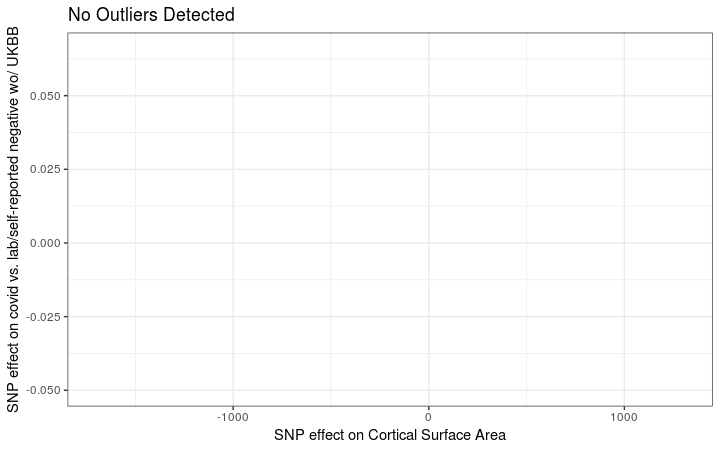 No Outliers Detected
SNP effect on covid vs. lab/self-reported negative wo/ UKBB
0.050
0.025
0.000
-0.025
-0.050
-1000 0 1000
SNP effect on Cortical Surface Area